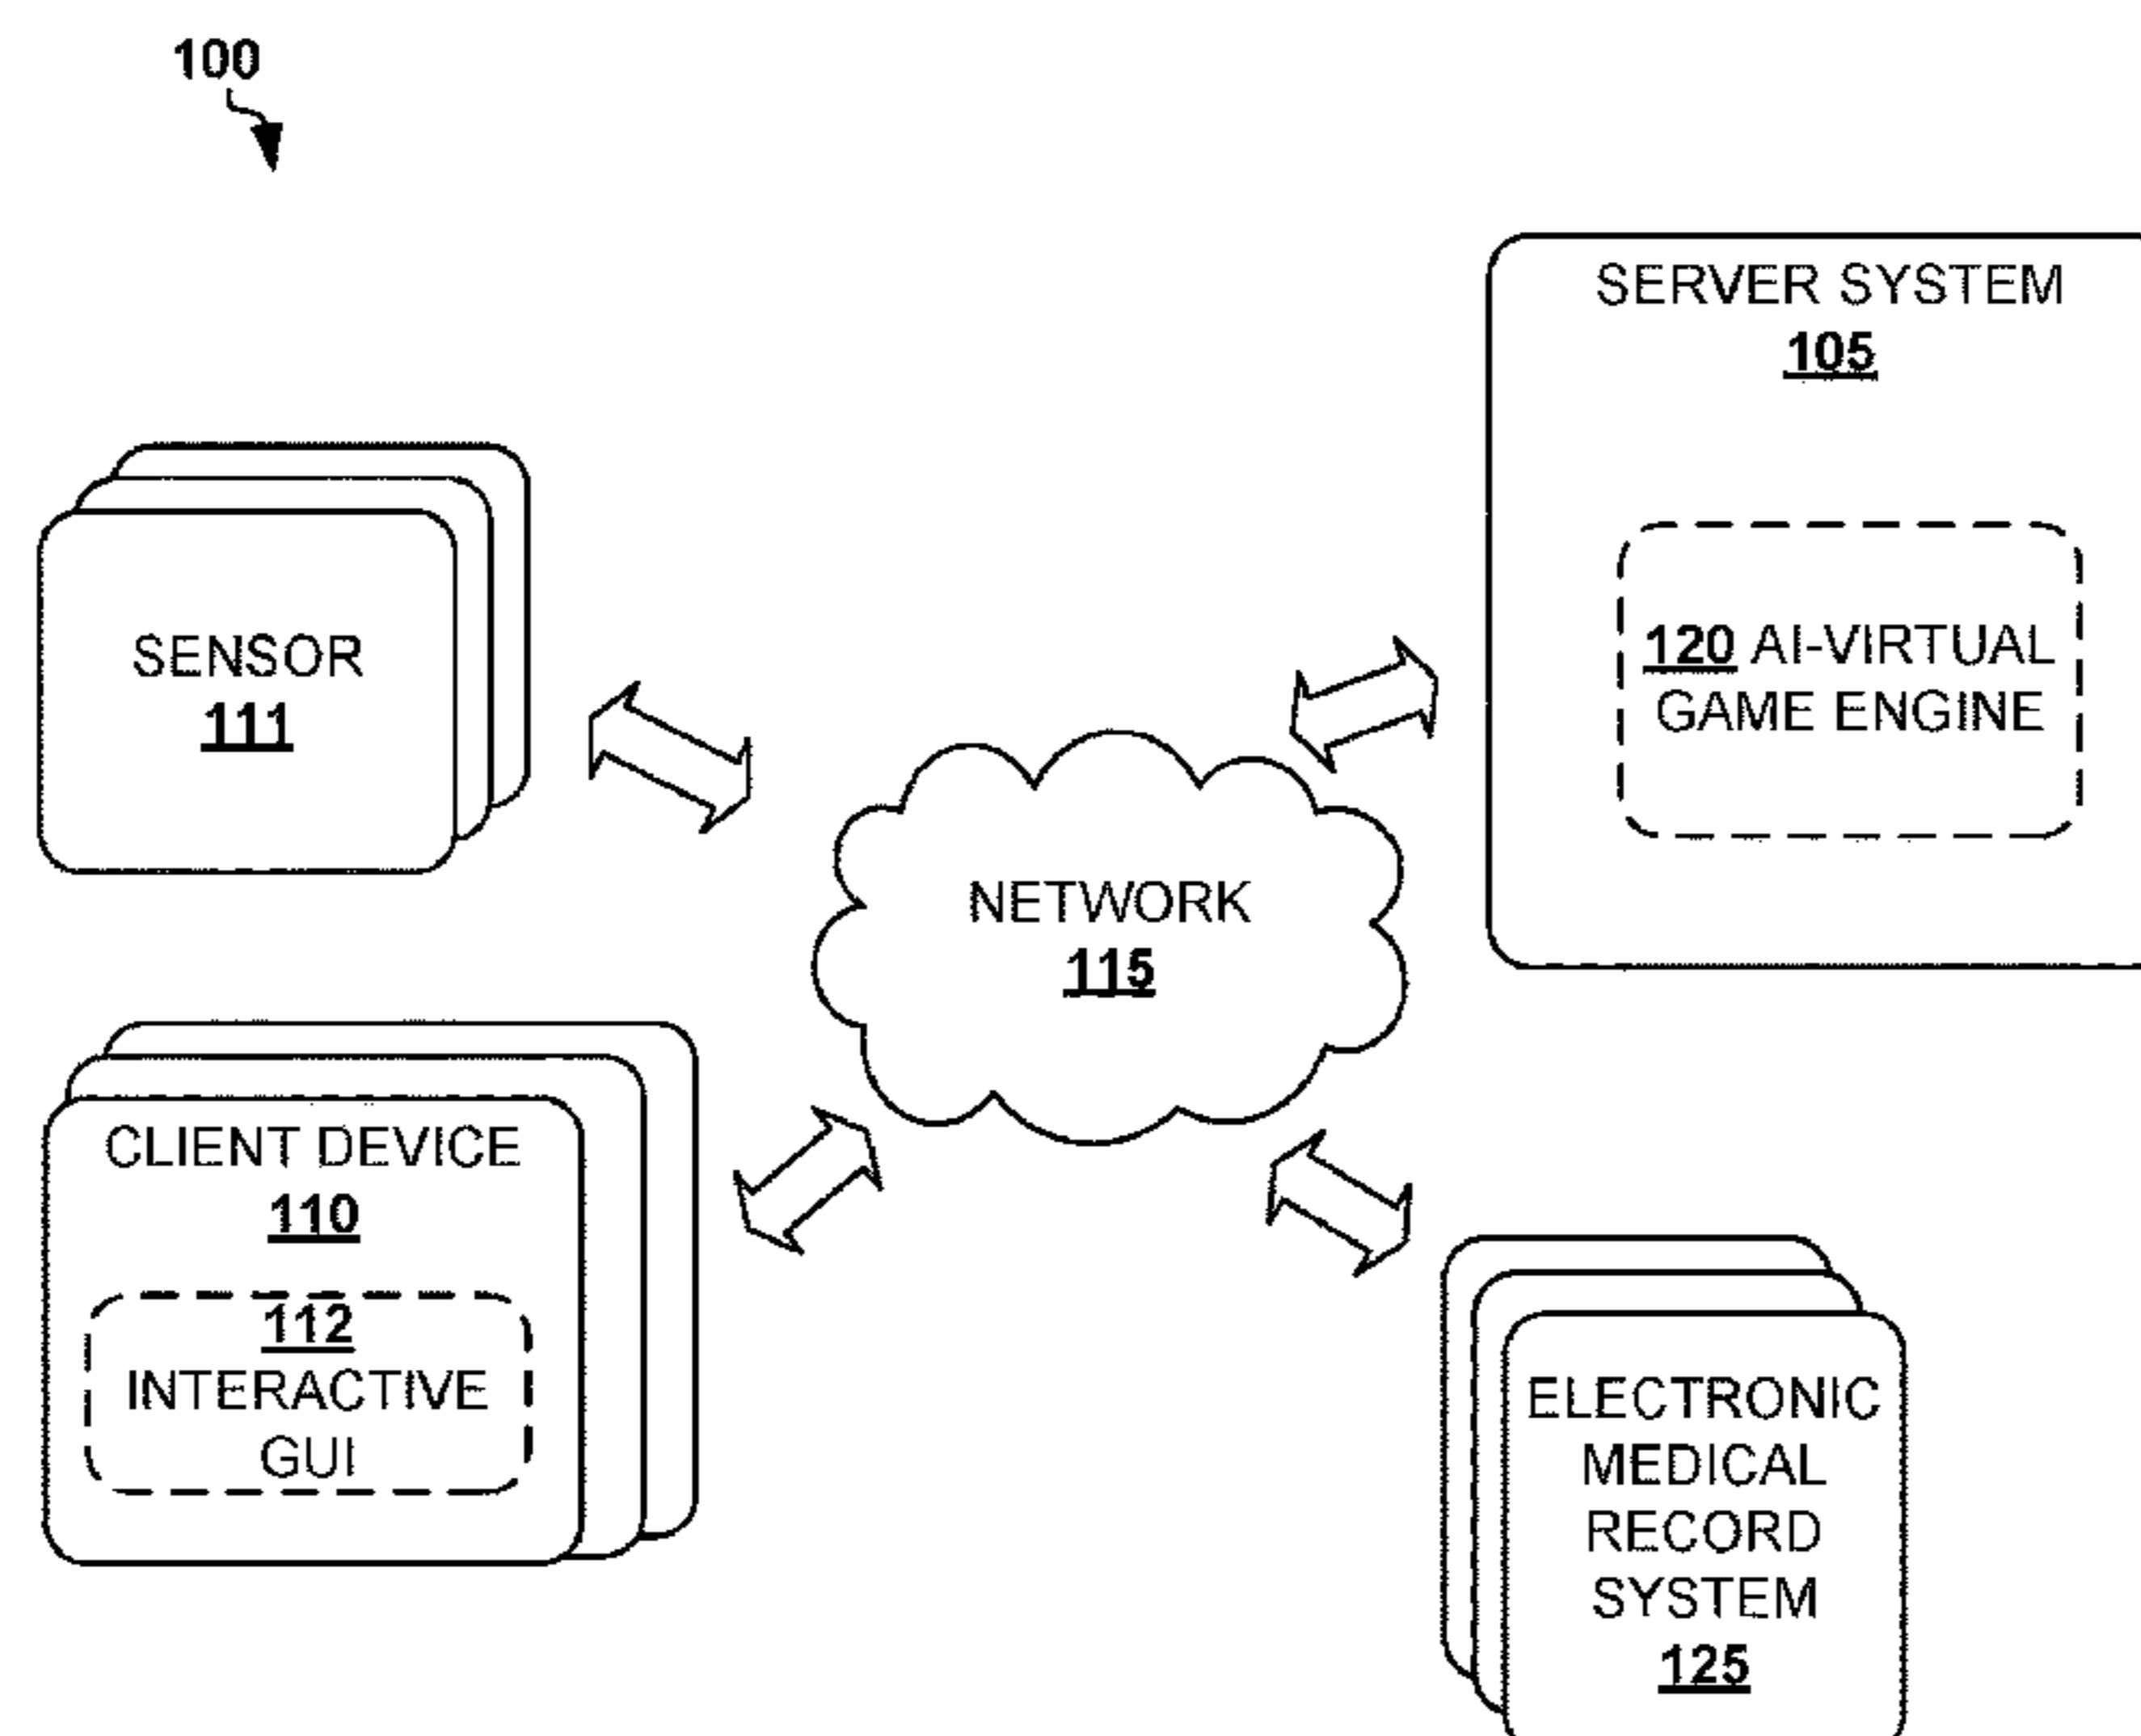 100
SERVER SYSTEM
105
120 AI-VIRTUAL
GAME ENGINE
SENSOR
111
NETWORK
115
CLIENT DEVICE
110
112
INTERACTIVE
GUI
ELECTRONIC
MEDICAL
RECORD
SYSTEM
125